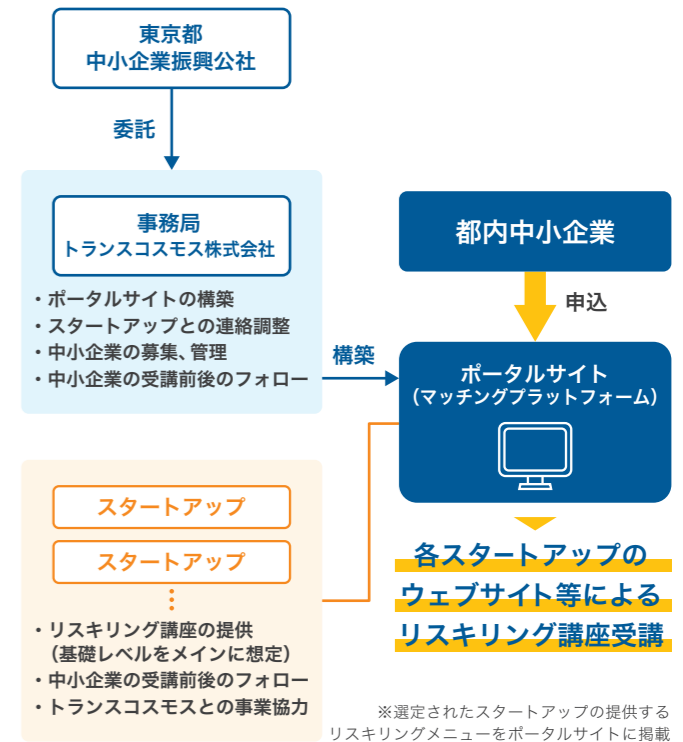 東京都
中小企業振興公社
委託
事務局
トランスコスモス株式会社
・ポータルサイトの構築
・スタートアップとの連絡調整
・中小企業の募集、管理
・中小企業の受講前後のフォロー
構築
都内中小企業
申込
ポータルサイト
（マッチングプラットフォーム）
スタートアップ
スタートアップ
・リスキリング講座の提供
（基礎レベルをメインに想定）
・中小企業の受講前後のフォロー
・トランスコスモスとの事業協力
各スタートアップの
ウェブサイト等による
リスキリング講座受講
※選定されたスタートアップの提供する
リスキリングメニューをポータルサイトに掲載